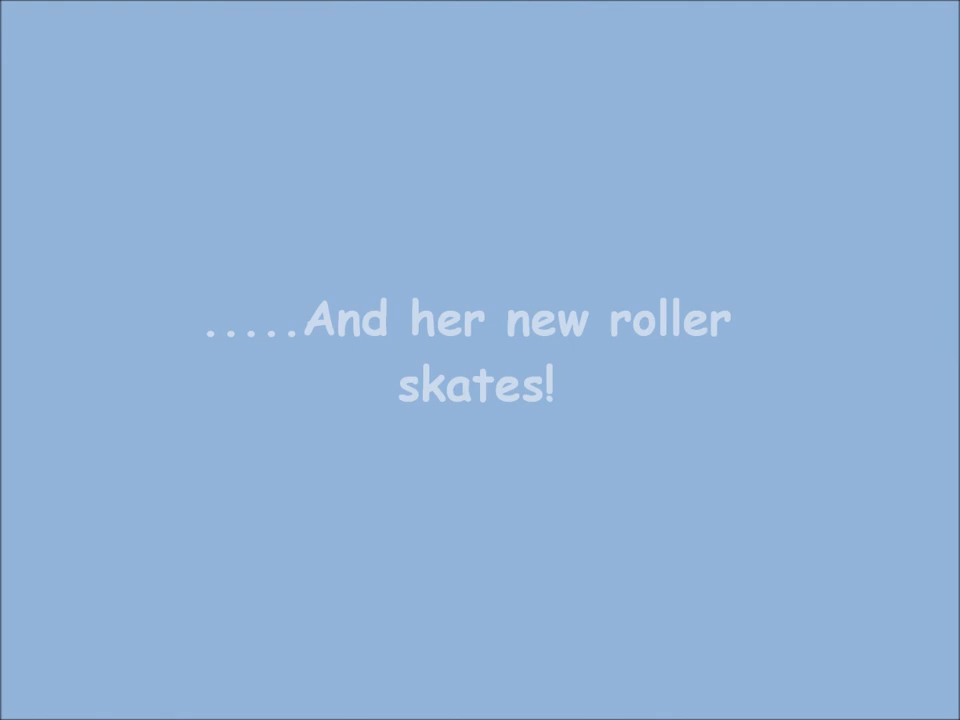 .....And her new roller
skates!